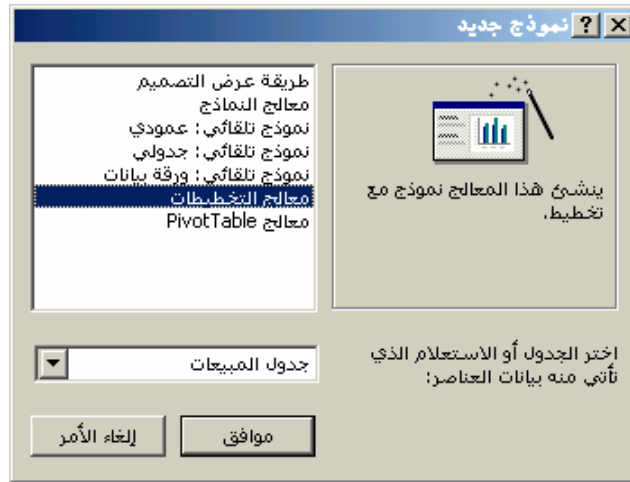 نموذج جديد
طريقة عرض التصميم
معالج النماذج
نموذج تلقائي: عمودي
نموذج تلقائي: جدولي
نموذج تلقائي: ورقة بيانات
معالج التخطيطات
معالج PivotTable
ينشئ هذا المعالج نموذج مع
تخطيط.
اختر الجدول أو الاستعلام الذي
تأتي منه بيانات العناصر:
جدول المبيعات
موافق
إلغاء الأمر